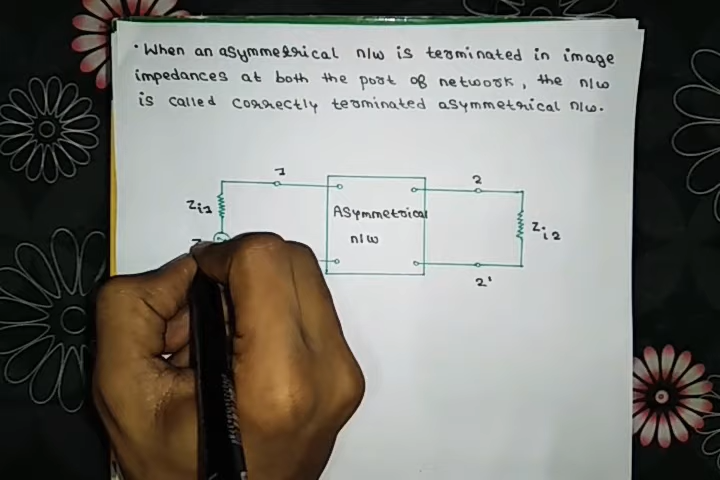 • When an asymmetrical n/w is terminated in image
impedances at both the port of network, the n/w
is called correctly terminated asymmetrical n/w.
1
2
Zi1
Asymmetrical
n/w
Zi2
2'